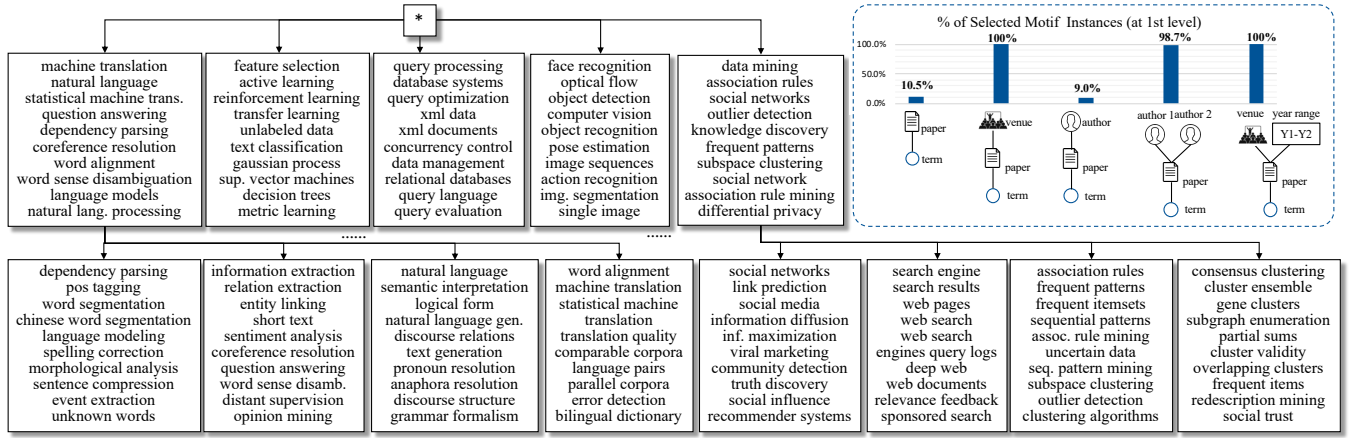 *
machine translation
natural language
statistical machine trans.
question answering
dependency parsing
coreference resolution
word alignment
word sense disambiguation
language models
natural lang. processing
feature selection
active learning
reinforcement learning
transfer learning
unlabeled data
text classification
gaussian process
sup. vector machines
decision trees
metric learning
query processing
database systems
query optimization
xml data
xml documents
concurrency control
data management
relational databases
query language
query evaluation
face recognition
optical flow
object detection
computer vision
object recognition
pose estimation
image sequences
action recognition
img. segmentation
single image
data mining
association rules
social networks
outlier detection
knowledge discovery
frequent patterns
subspace clustering
social network
association rule mining
differential privacy
% of Selected Motif Instances (at 1st level)
100.0%
50.0%
0.0%
10.5%
100%
9.0%
98.7%
100%
paper
term
venue
paper
term
author
paper
term
author 1 author 2
paper
term
venue year range
Y1-Y2
paper
term
......
......
dependency parsing
pos tagging
word segmentation
chinese word segmentation
language modeling
spelling correction
morphological analysis
sentence compression
event extraction
unknown words
information extraction
relation extraction
entity linking
short text
sentiment analysis
coreference resolution
question answering
word sense disamb.
distant supervision
opinion mining
natural language
semantic interpretation
logical form
natural language gen.
discourse relations
text generation
pronoun resolution
anaphora resolution
discourse structure
grammar formalism
word alignment
machine translation
statistical machine
translation
translation quality
comparable corpora
language pairs
parallel corpora
error detection
bilingual dictionary
social networks
link prediction
social media
information diffusion
inf. maximization
viral marketing
community detection
truth discovery
social influence
recommender systems
search engine
search results
web pages
web search
web search
engines query logs
deep web
web documents
relevance feedback
sponsored search
association rules
frequent patterns
frequent itemsets
sequential patterns
assoc. rule mining
uncertain data
seq. pattern mining
subspace clustering
outlier detection
clustering algorithms
consensus clustering
cluster ensemble
gene clusters
subgraph enumeration
partial sums
cluster validity
overlapping clusters
frequent items
redescription mining
social trust